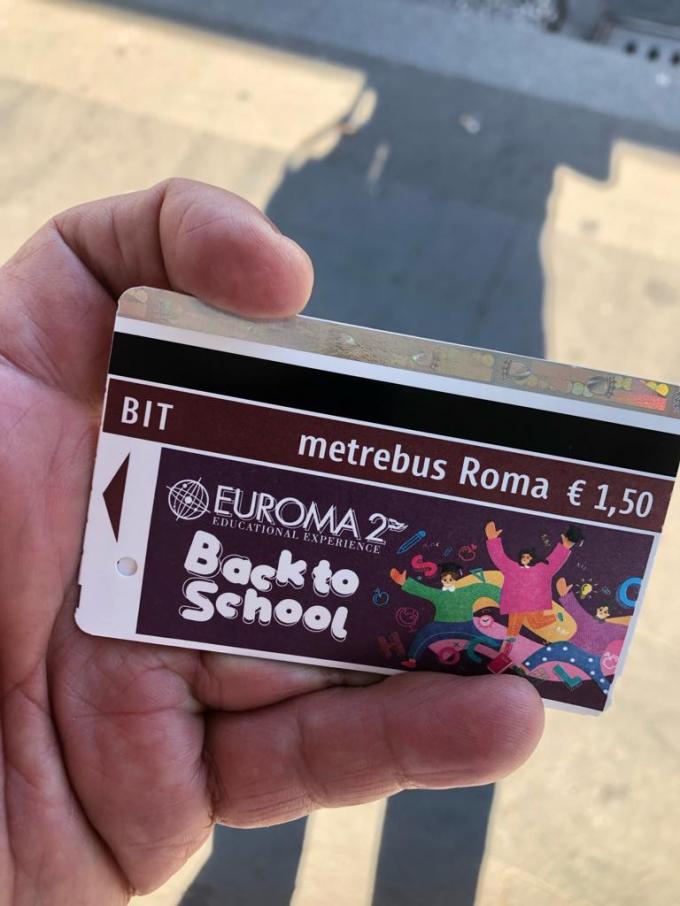 BIT
metrebus Roma € 1,50
EUROMA 2
EDUCATIONAL EXPERIENCE
Back to
School